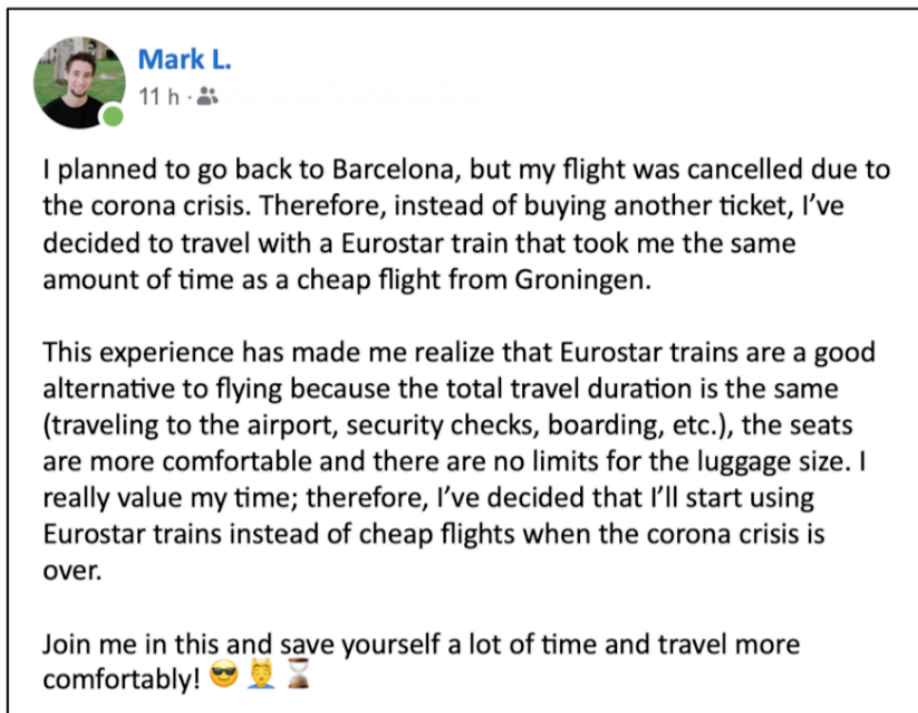 Mark L.
11 h ·
I planned to go back to Barcelona, but my flight was cancelled due to
the corona crisis. Therefore, instead of buying another ticket, I’ve
decided to travel with a Eurostar train that took me the same
amount of time as a cheap flight from Groningen.
This experience has made me realize that Eurostar trains are a good
alternative to flying because the total travel duration is the same
(traveling to the airport, security checks, boarding, etc.), the seats
are more comfortable and there are no limits for the luggage size. I
really value my time; therefore, I’ve decided that I’ll start using
Eurostar trains instead of cheap flights when the corona crisis is
over.
Join me in this and save yourself a lot of time and travel more
comfortably! 😎 💆‍♂️ ⌛